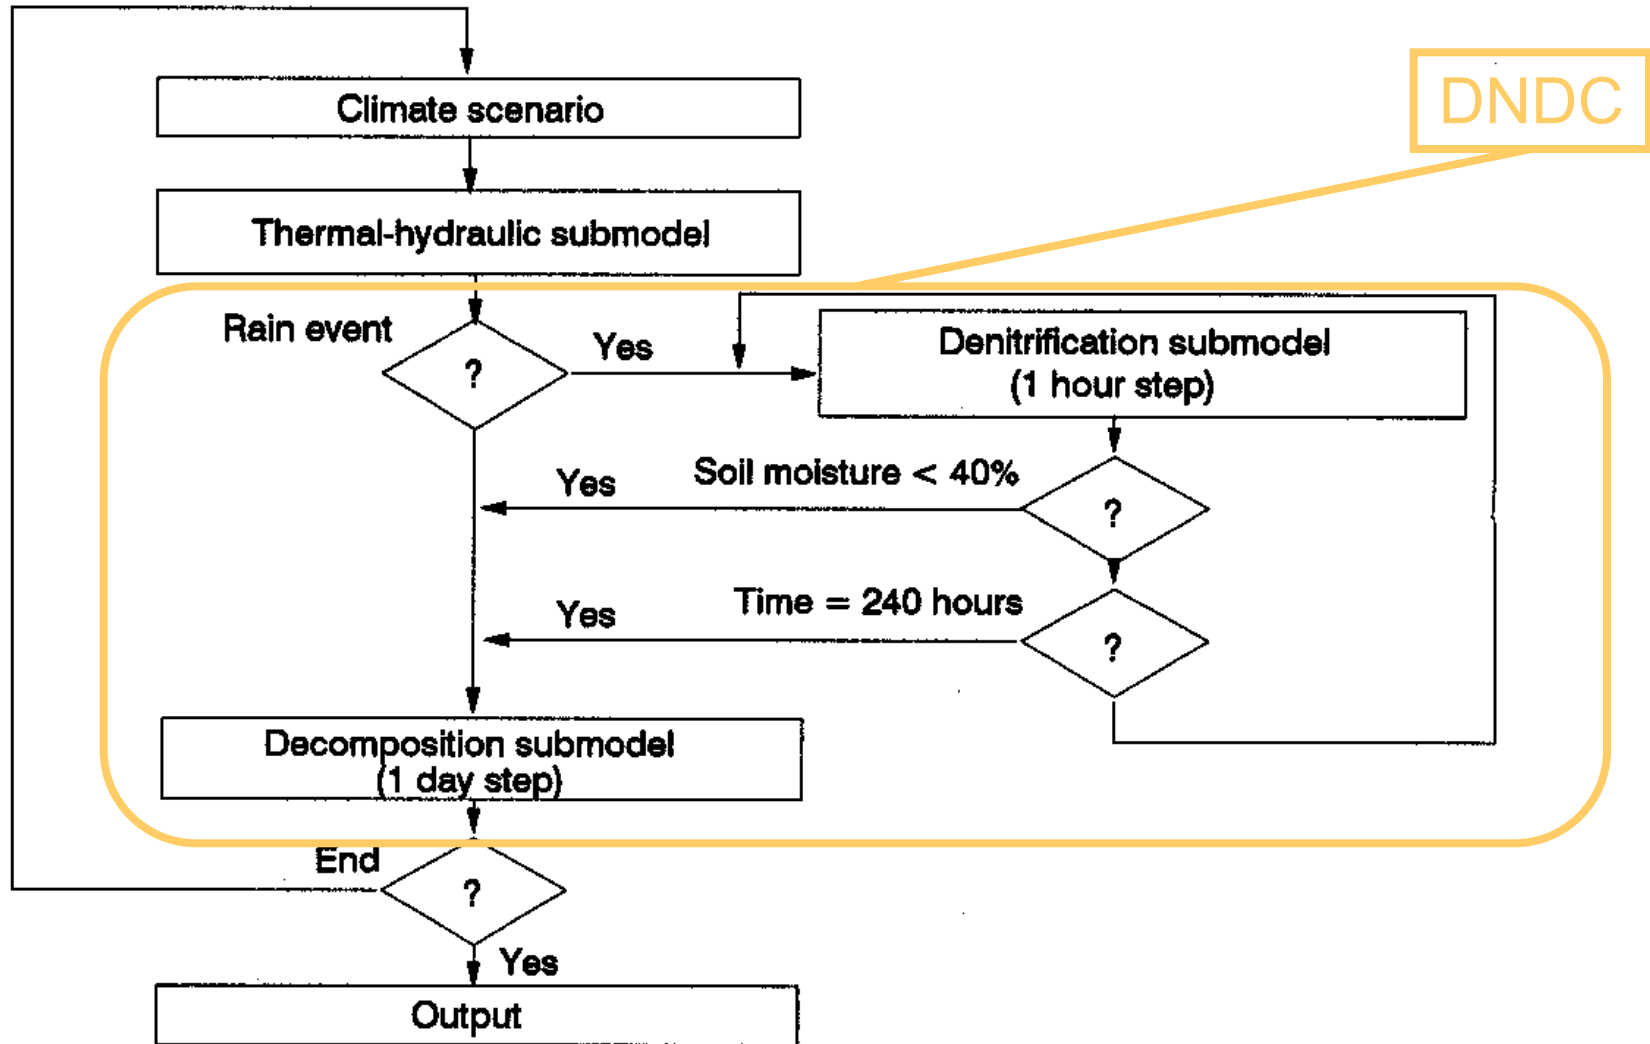 Climate scenario
DNDC
Thermal-hydraulic submodel
Rain event
?
Yes
Denitrification submodel
(1 hour step)
Soil moisture < 40%
Yes
?
Time = 240 hours
Yes
?
Decomposition submodel
(1 day step)
End
?
Yes
Output